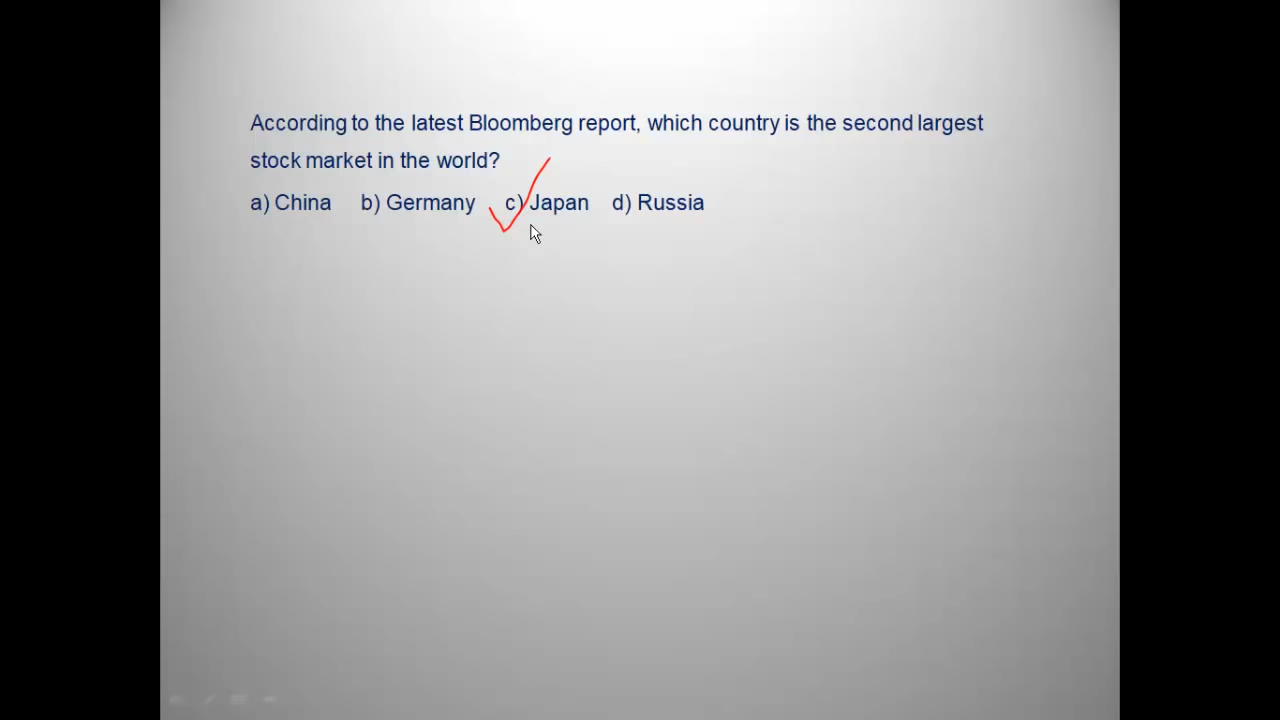 According to the latest Bloomberg report, which country is the second largest
stock market in the world?
a) China b) Germany c) Japan d) Russia